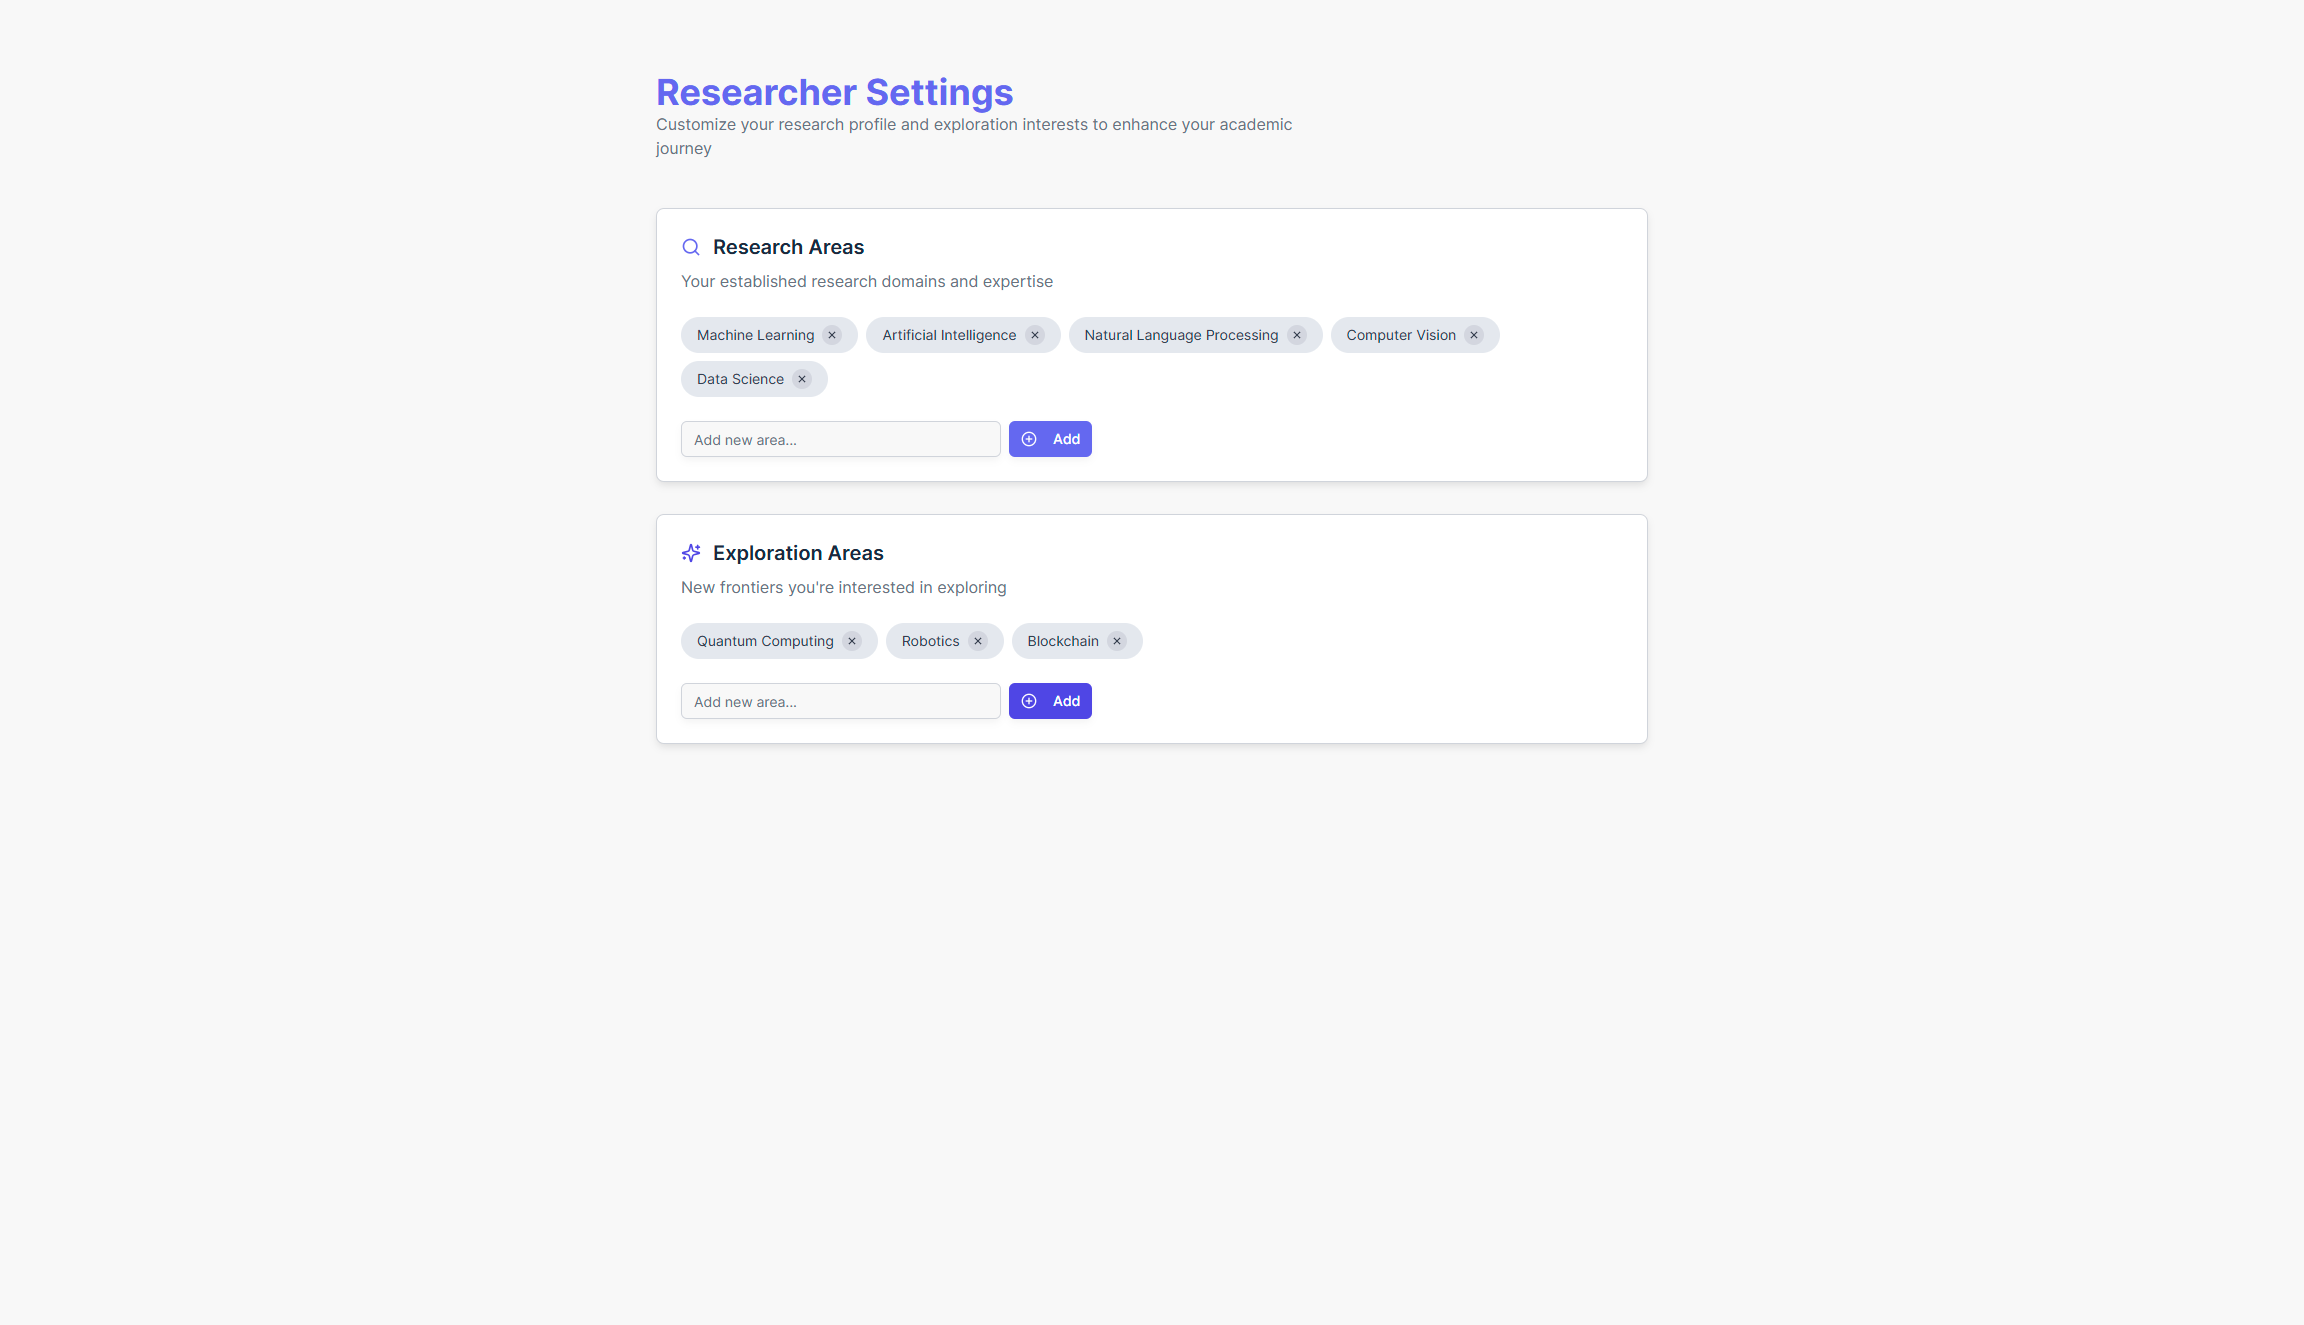 Researcher Settings
Customize your research profile and exploration interests to enhance your academic
journey
Research Areas
Your established research domains and expertise
Machine Learning Artificial Intelligence Natural Language Processing Computer Vision
Data Science
Add new area... Add
Exploration Areas
New frontiers you're interested in exploring
Quantum Computing Robotics Blockchain
Add new area... Add